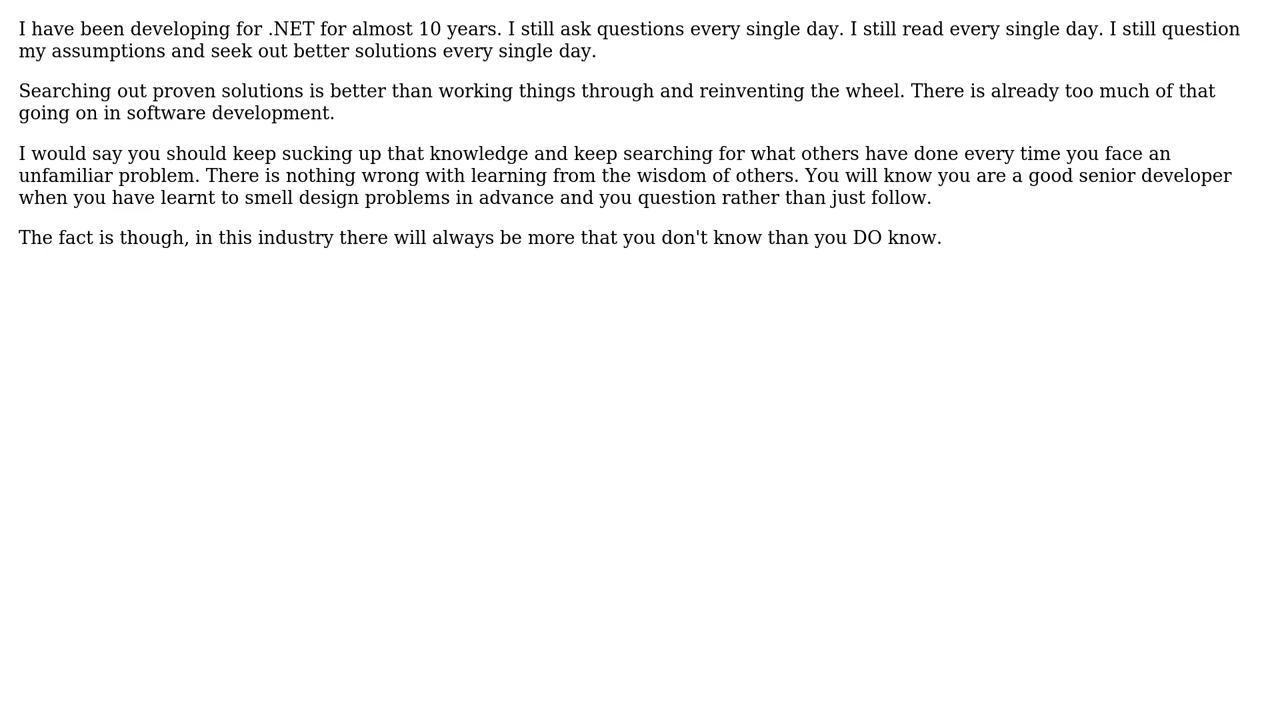 I have been developing for .NET for almost 10 years. I still ask questions every single day. I still read every single day. I still question
my assumptions and seek out better solutions every single day.
Searching out proven solutions is better than working things through and reinventing the wheel. There is already too much of that
going on in software development.
I would say you should keep sucking up that knowledge and keep searching for what others have done every time you face an
unfamiliar problem. There is nothing wrong with learning from the wisdom of others. You will know you are a good senior developer
when you have learnt to smell design problems in advance and you question rather than just follow.
The fact is though, in this industry there will always be more that you don't know than you DO know.